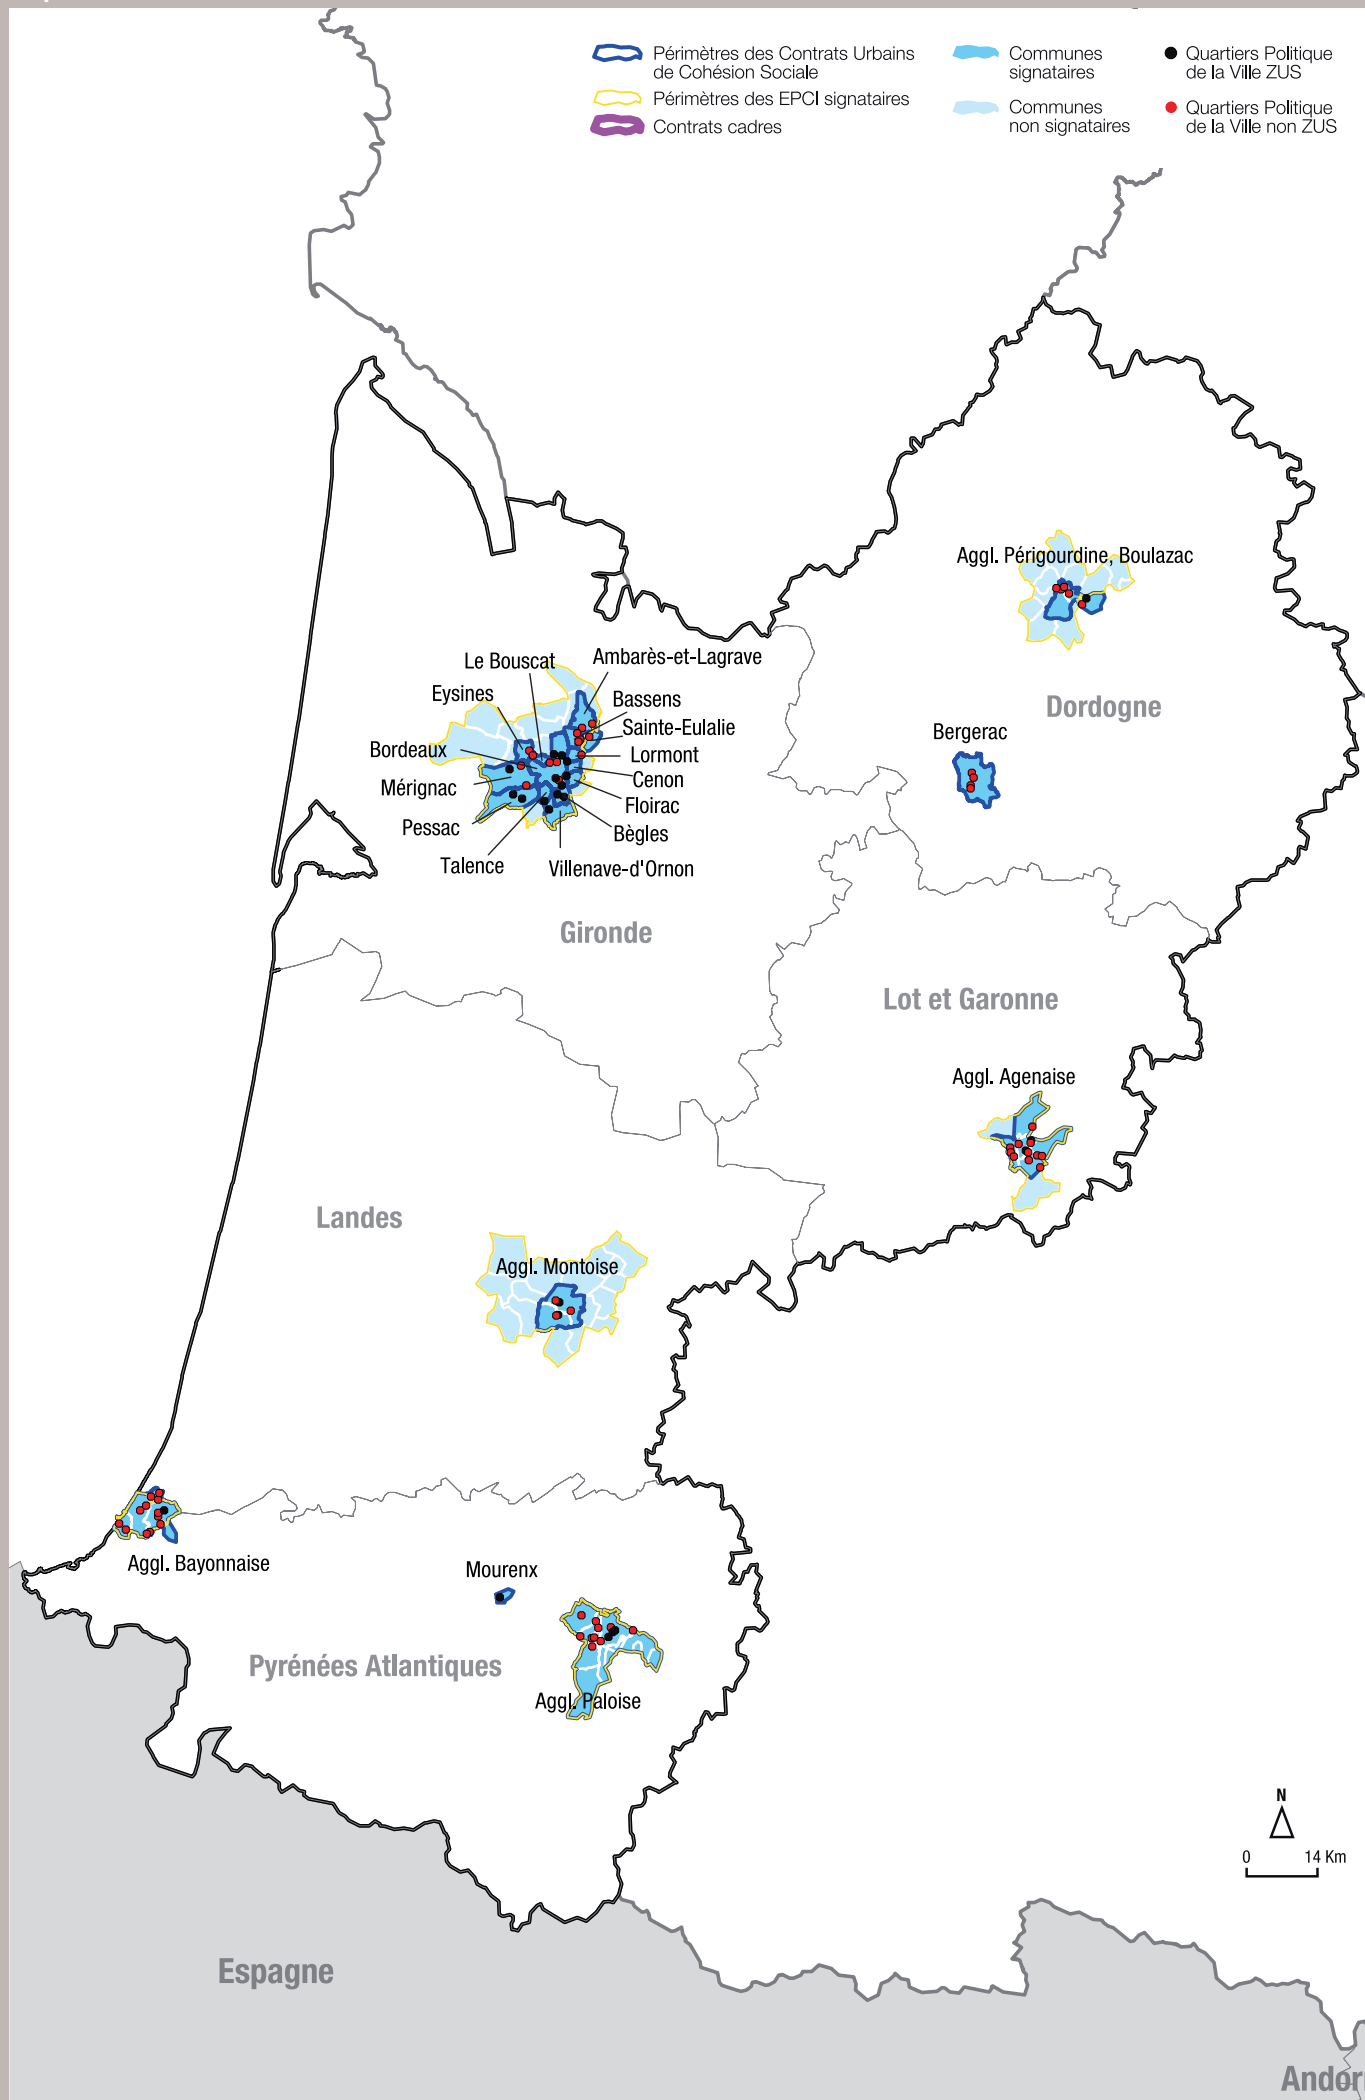 Périmètres des Contrats Urbains
de Cohésion Sociale
Périmètres des EPCI signataires
Contrats cadres
Communes
signataires
Communes
non signataires
Quartiers Politique
de la Ville ZUS
Quartiers Politique
de la Ville non ZUS
Aggl. Périgourdine, Boulazac
Dordogne
Bergerac
Le Bouscat
Ambarès-et-Lagrave
Eysines
Bassens
Sainte-Eulalie
Bordeaux
Lormont
Mérignac
Cenon
Floirac
Pessac
Bègles
Talence
Villenave-d'Ornon
Gironde
Lot et Garonne
Aggl. Agenaise
Landes
Aggl. Montoise
Aggl. Bayonnaise
Mourenx
Pyrénées Atlantiques
Aggl. Paloise
N
0 14 Km
Espagne
Andor